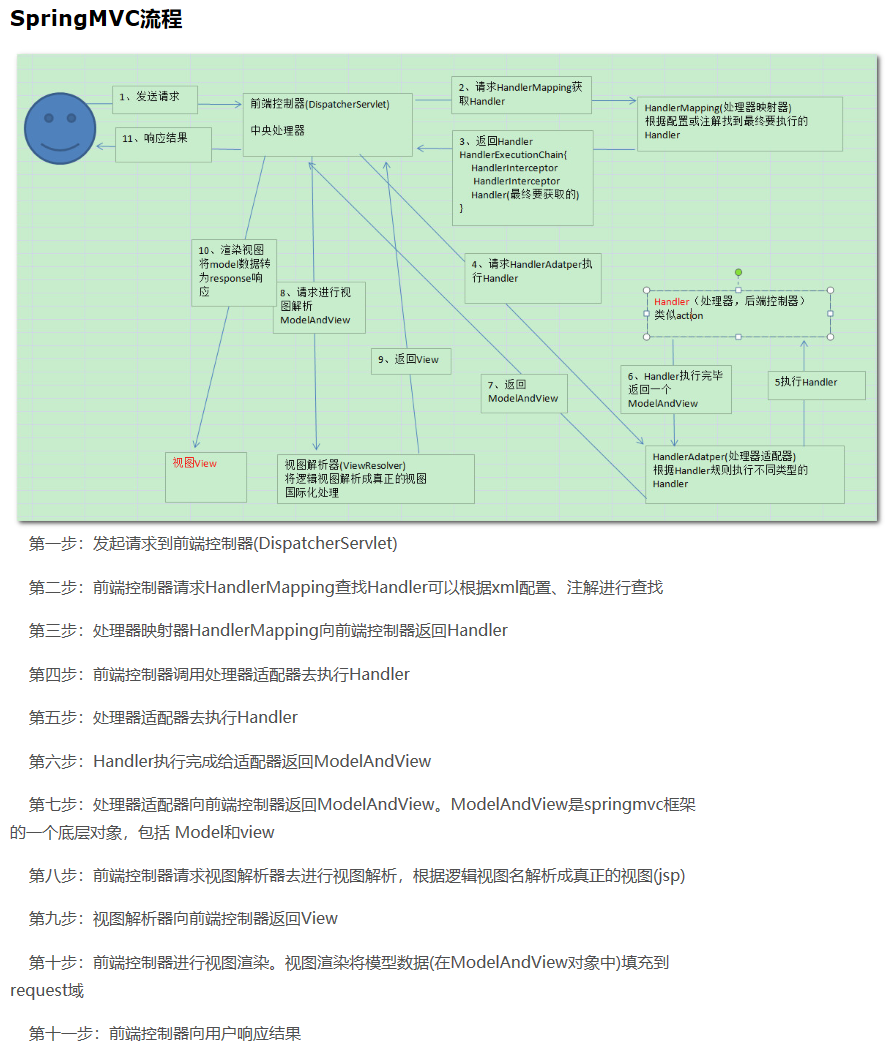 SpringMVC流程
1、发送请求
前端控制器(DispatcherServlet)
中央处理器
2、请求HandlerMapping获
取Handler
HandlerMapping(处理器映射器)
根据配置或注解找到最终要执行的
Handler
11、响应结果
3、返回Handler
HandlerExecutionChain{
HandlerInterceptor
HandlerInterceptor
Handler(最终要获取的)
}
10、渲染视图
将model数据转
为response响
应
8、请求进行视
图解析
ModelAndView
4、请求HandlerAdatper执
行Handler
Handler（处理器，后端控制器）
类似action
9、返回View
7、返回
ModelAndView
6、Handler执行完毕
返回一个
ModelAndView
5执行Handler
视图View
视图解析器(ViewResolver)
将逻辑视图解析成真正的视图
国际化处理
HandlerAdatper(处理器适配器)
根据Handler规则执行不同类型的
Handler
第一步：发起请求到前端控制器(DispatcherServlet)
第二步：前端控制器请求HandlerMapping查找Handler可以根据xml配置、注解进行查找
第三步：处理器映射器HandlerMapping向前端控制器返回Handler
第四步：前端控制器调用处理器适配器去执行Handler
第五步：处理器适配器去执行Handler
第六步：Handler执行完成给适配器返回ModelAndView
第七步：处理器适配器向前端控制器返回ModelAndView。ModelAndView是springmvc框架
的一个底层对象，包括 Model和view
第八步：前端控制器请求视图解析器去进行视图解析，根据逻辑视图名解析成真正的视图(jsp)
第九步：视图解析器向前端控制器返回View
第十步：前端控制器进行视图渲染。视图渲染将模型数据(在ModelAndView对象中)填充到
request域
第十一步：前端控制器向用户响应结果